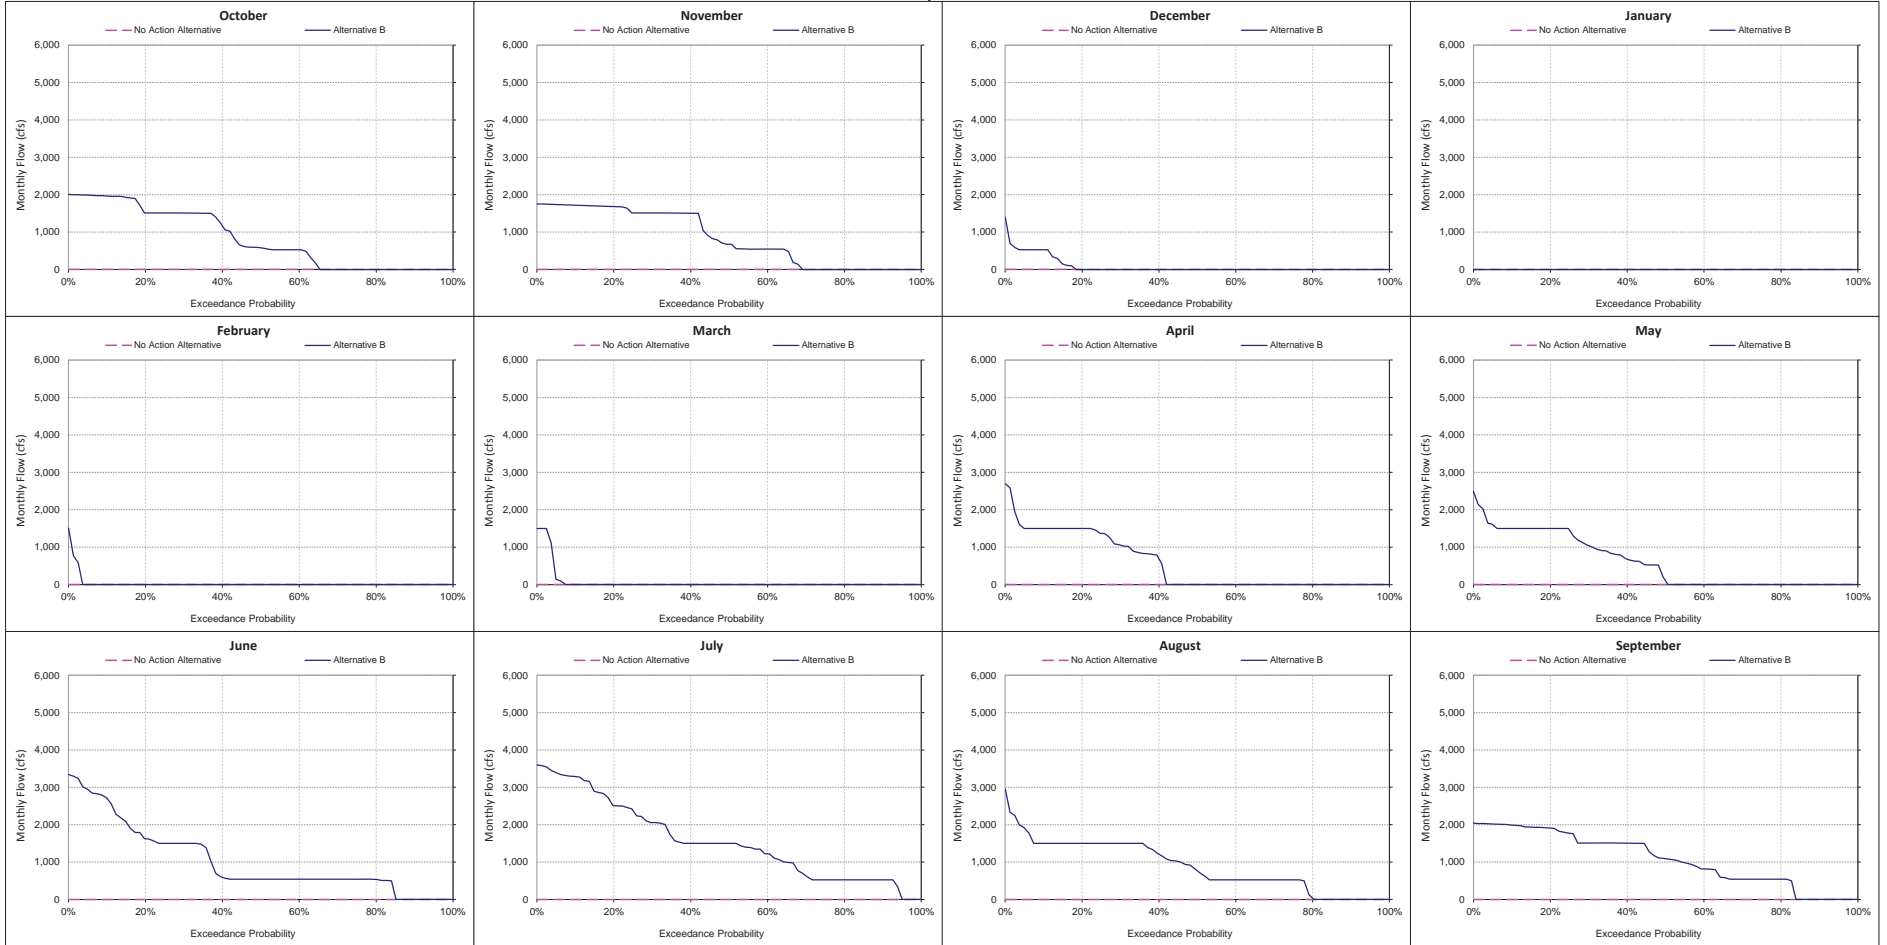 October
No Action Alternative Alternative B
6,000
5,000
4,000
3,000
2,000
1,000
0
Monthly Flow (cfs)
0% 20% 40% 60% 80% 100%
Exceedance Probability
November
No Action Alternative Alternative B
6,000
5,000
4,000
3,000
2,000
1,000
0
Monthly Flow (cfs)
0% 20% 40% 60% 80% 100%
Exceedance Probability
December
No Action Alternative Alternative B
6,000
5,000
4,000
3,000
2,000
1,000
0
Monthly Flow (cfs)
0% 20% 40% 60% 80% 100%
Exceedance Probability
January
No Action Alternative Alternative B
6,000
5,000
4,000
3,000
2,000
1,000
0
Monthly Flow (cfs)
0% 20% 40% 60% 80% 100%
Exceedance Probability
February
No Action Alternative Alternative B
6,000
5,000
4,000
3,000
2,000
1,000
0
Monthly Flow (cfs)
0% 20% 40% 60% 80% 100%
Exceedance Probability
March
No Action Alternative Alternative B
6,000
5,000
4,000
3,000
2,000
1,000
0
Monthly Flow (cfs)
0% 20% 40% 60% 80% 100%
Exceedance Probability
April
No Action Alternative Alternative B
6,000
5,000
4,000
3,000
2,000
1,000
0
Monthly Flow (cfs)
0% 20% 40% 60% 80% 100%
Exceedance Probability
May
No Action Alternative Alternative B
6,000
5,000
4,000
3,000
2,000
1,000
0
Monthly Flow (cfs)
0% 20% 40% 60% 80% 100%
Exceedance Probability
June
No Action Alternative Alternative B
6,000
5,000
4,000
3,000
2,000
1,000
0
Monthly Flow (cfs)
0% 20% 40% 60% 80% 100%
Exceedance Probability
July
No Action Alternative Alternative B
6,000
5,000
4,000
3,000
2,000
1,000
0
Monthly Flow (cfs)
0% 20% 40% 60% 80% 100%
Exceedance Probability
August
No Action Alternative Alternative B
6,000
5,000
4,000
3,000
2,000
1,000
0
Monthly Flow (cfs)
0% 20% 40% 60% 80% 100%
Exceedance Probability
September
No Action Alternative Alternative B
6,000
5,000
4,000
3,000
2,000
1,000
0
Monthly Flow (cfs)
0% 20% 40% 60% 80% 100%
Exceedance Probability